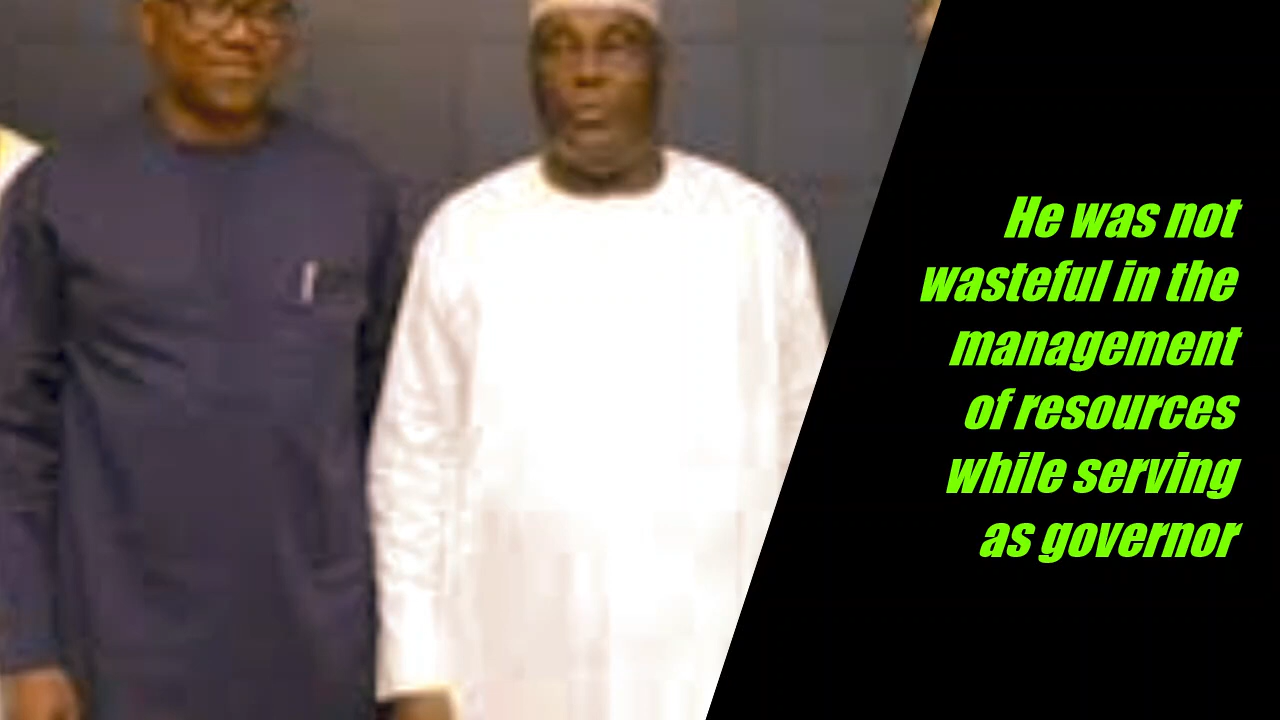 He was not
wasteful in the
management
of resources
while serving
as governor